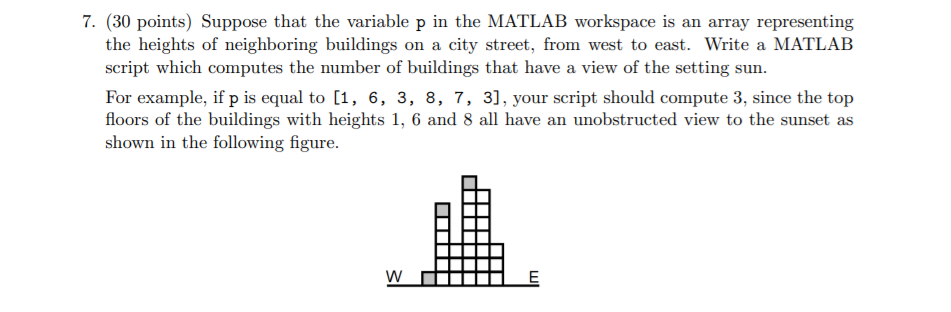 7. (30 points) Suppose that the variable p in the MATLAB workspace is an array representing
the heights of neighboring buildings on a city street, from west to east. Write a MATLAB
script which computes the number of buildings that have a view of the setting sun.
For example, if p is equal to [1, 6, 3, 8, 7, 3], your script should compute 3, since the top
floors of the buildings with heights 1, 6 and 8 all have an unobstructed view to the sunset as
shown in the following figure.
W E